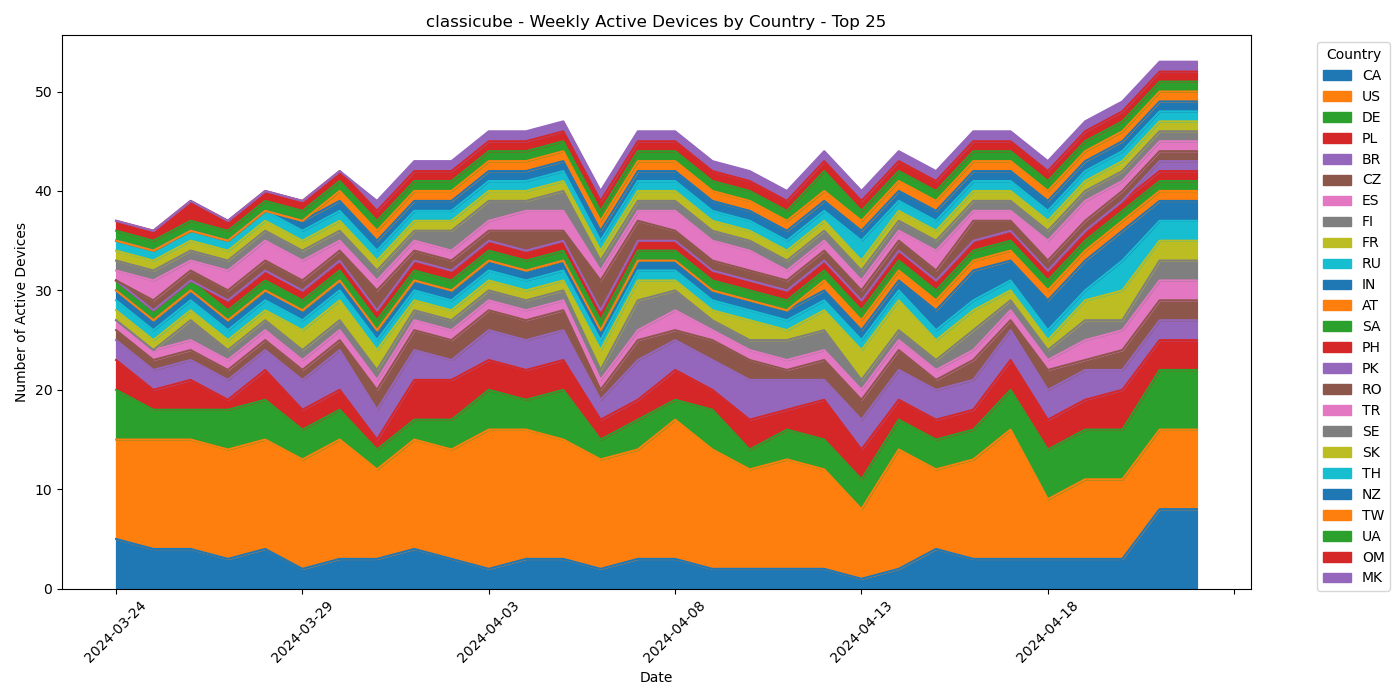 classicube - Weekly Active Devices by Country - Top 25
Number of Active Devices
50
40
30
20
10
0
2024-03-24
2024-03-29
2024-04-03
2024-04-08
2024-04-13
2024-04-18
Date
Country
CA
US
DE
PL
BR
CZ
ES
FI
FR
RU
IN
AT
SA
PH
PK
RO
TR
SE
SK
TH
NZ
TW
UA
OM
MK